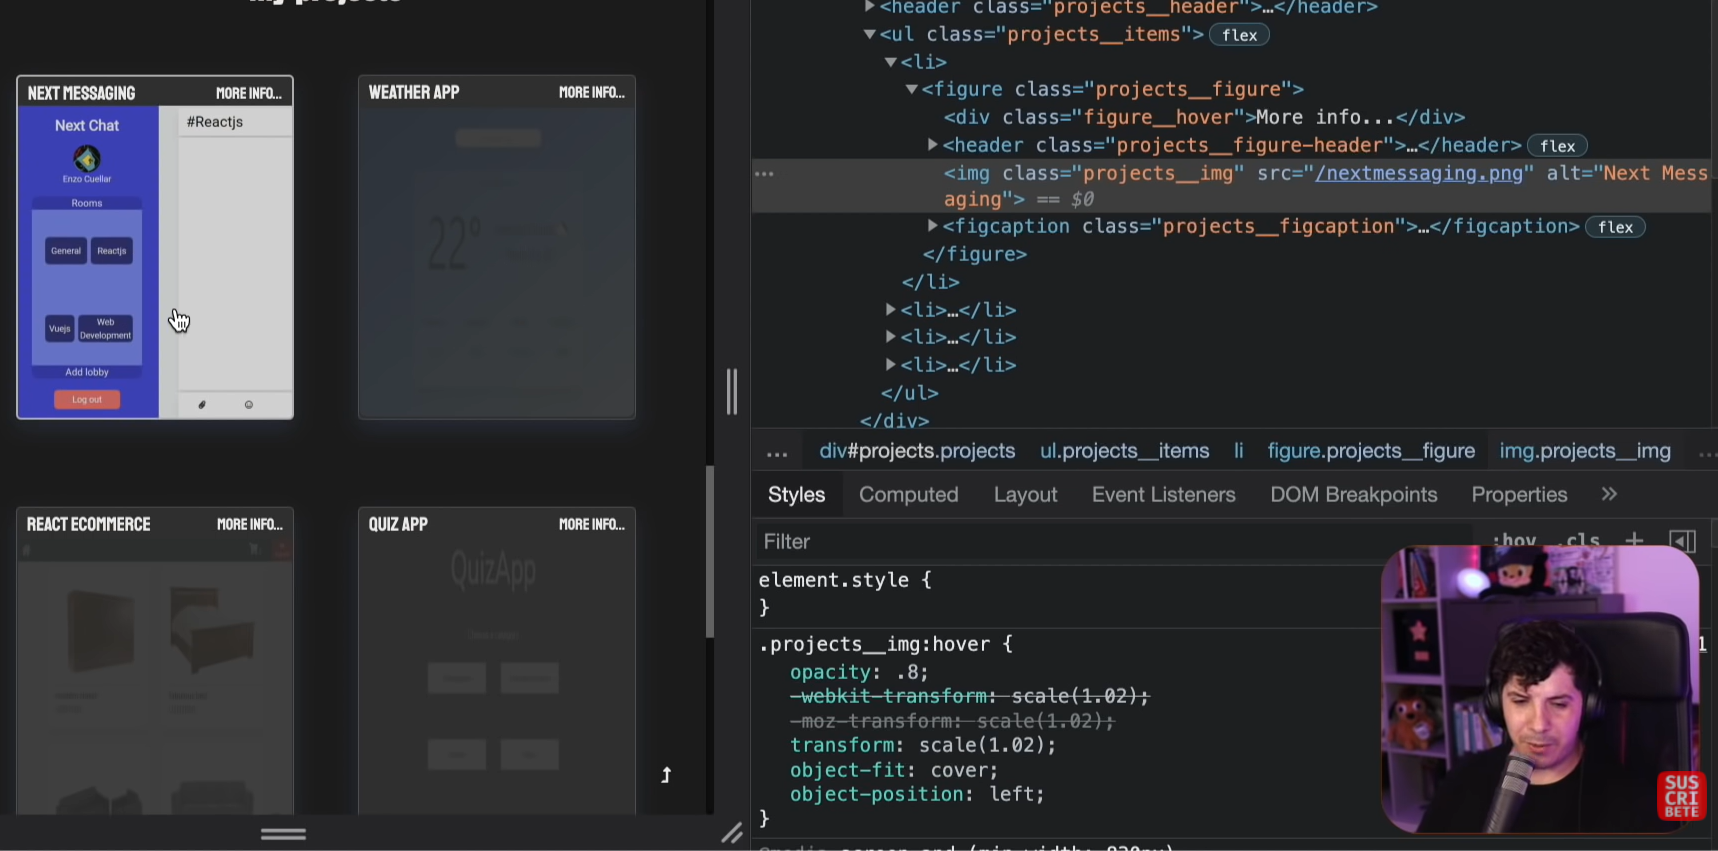 My projects
NEXT MESSAGING
MORE INFO...
Next Chat
#Reactjs
Enzo Cuellar
Rooms
General
Reactjs
Vuejs
Web
Development
Add lobby
Log out
WEATHER APP
MORE INFO...
22°
REACT ECOMMERCE
MORE INFO...
QUIZ APP
MORE INFO...
QuizApp
<header class="projects__header">…</header>
<ul class="projects__items"> flex
<li>
<figure class="projects__figure">
<div class="figure__hover">More info...</div>
<header class="projects__figure-header">…</header> flex
<img class="projects__img" src="/nextmessaging.png" alt="Next Mess
aging"> == $0
<figcaption class="projects__figcaption">…</figcaption> flex
</figure>
</li>
<li>…</li>
<li>…</li>
<li>…</li>
</ul>
</div>
... div#projects.projects ul.projects__items li figure.projects__figure img.projects__img ...
Styles Computed Layout Event Listeners DOM Breakpoints Properties »
Filter :hov .cls +
element.style {
}
.projects__img:hover {
opacity: .8;
-webkit-transform: scale(1.02);
-moz-transform: scale(1.02);
transform: scale(1.02);
object-fit: cover;
object-position: left;
}
SUS
CRI
BETE